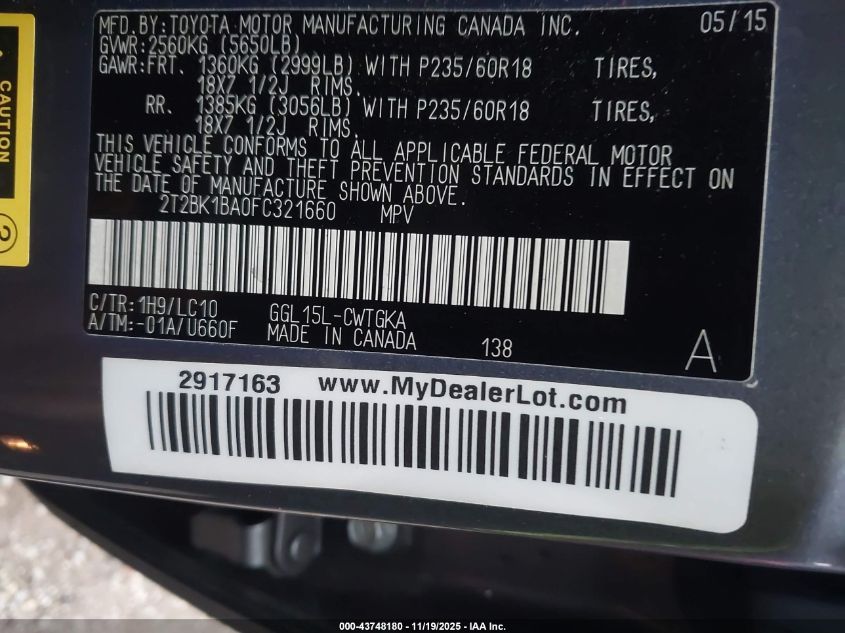 MFD.BY:TOYOTA MOTOR MANUFACTURING CANADA INC. 05/15
GVWR:2560KG (5650LB)
GAWR:FRT. 1360KG (2999LB) WITH P235/60R18 TIRES,
18X7 1/2J RIMS.
RR. 1385KG (3056LB) WITH P235/60R18 TIRES,
18X7 1/2J RIMS.
THIS VEHICLE CONFORMS TO ALL APPLICABLE FEDERAL MOTOR
VEHICLE SAFETY AND THEFT PREVENTION STANDARDS IN EFFECT ON
THE DATE OF MANUFACTURE SHOWN ABOVE.
2T2BK1BA0FC321660 MPV
C/TR:1H9/LC10 GGL15L-CWTGKA
A/TM:-01A/U660F MADE IN CANADA 138 A
CAUTION
2
2917163 www.MyDealerLot.com
000-43748180 - 11/19/2025 - IAA Inc.